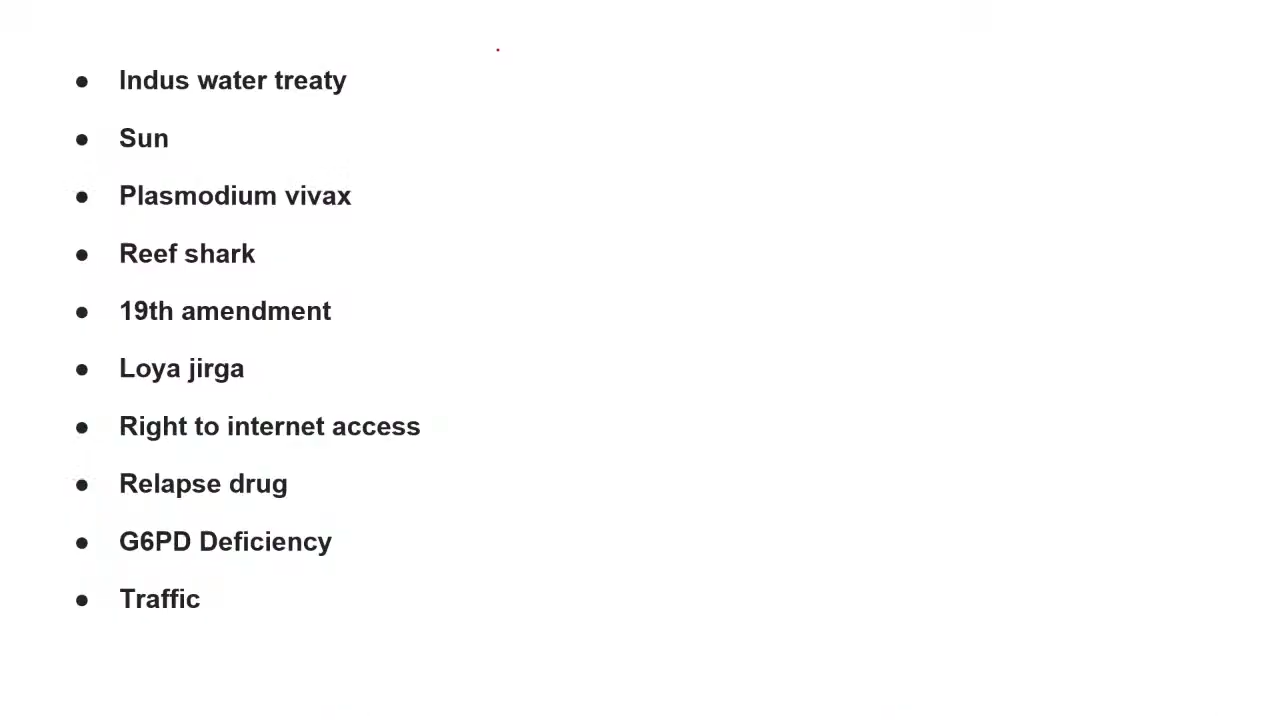 ● Indus water treaty
● Sun
● Plasmodium vivax
● Reef shark
● 19th amendment
● Loya jirga
● Right to internet access
● Relapse drug
● G6PD Deficiency
● Traffic